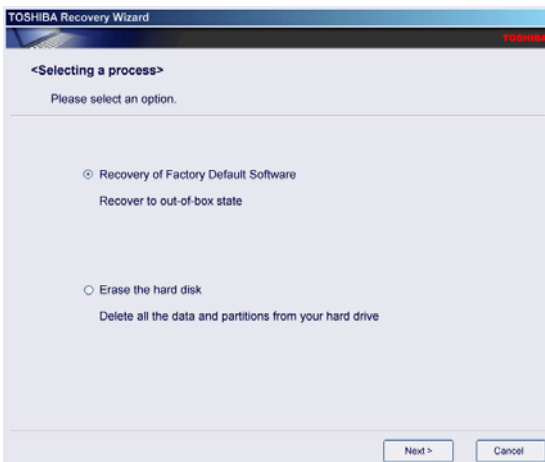 TOSHIBA Recovery Wizard
TOSHIBA
<Selecting a process>
Please select an option.
Recovery of Factory Default Software
Recover to out-of-box state
Erase the hard disk
Delete all the data and partitions from your hard drive
Next > Cancel